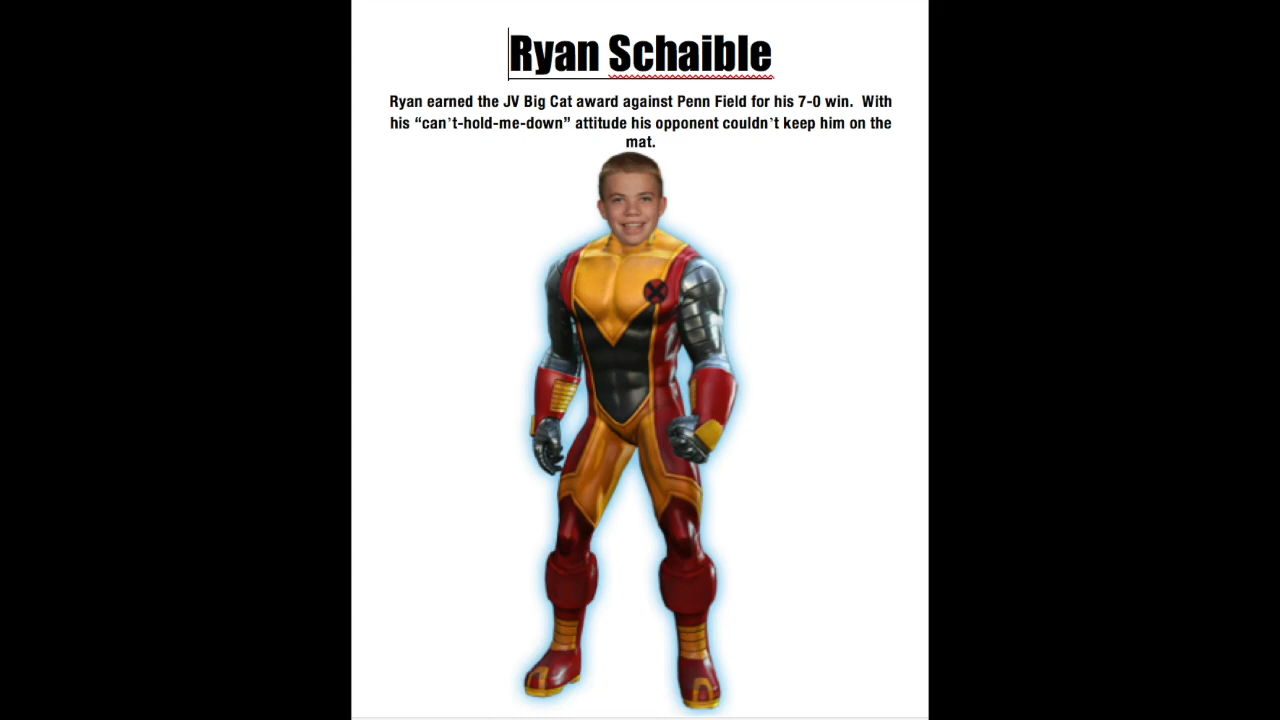 Ryan Schaible
Ryan earned the JV Big Cat award against Penn Field for his 7-0 win.  With
his “can’t-hold-me-down” attitude his opponent couldn’t keep him on the
mat.